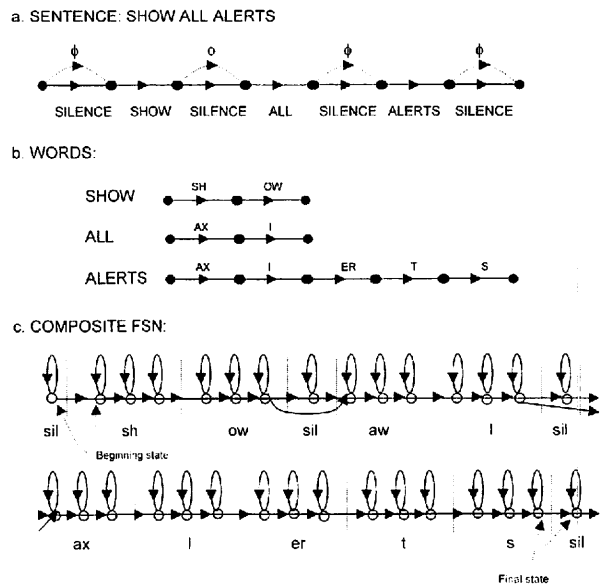 a. SENTENCE: SHOW ALL ALERTS
ϕ ϕ ϕ ϕ
SILENCE SHOW SILENCE ALL SILENCE ALERTS SILENCE
b. WORDS:
SH OW
SHOW
AX l
ALL
AX l ER T S
ALERTS
c. COMPOSITE FSN:
sil sh ow sil aw l sil
Beginning state
ax l er t s sil
Final state